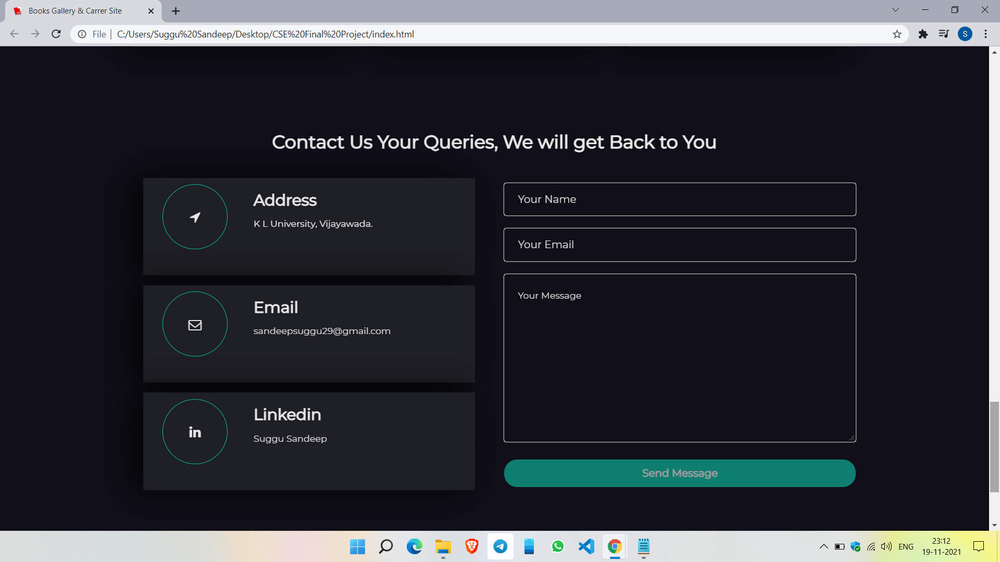 Books Gallery & Carrer Site
File | C:/Users/Suggu%20Sandeep/Desktop/CSE%20Final%20Project/index.html
S
Contact Us Your Queries, We will get Back to You
Address
K L University, Vijayawada.
Email
sandeepsuggu29@gmail.com
Linkedin
Suggu Sandeep
Your Name
Your Email
Your Message
Send Message
ENG
23:12
19-11-2021